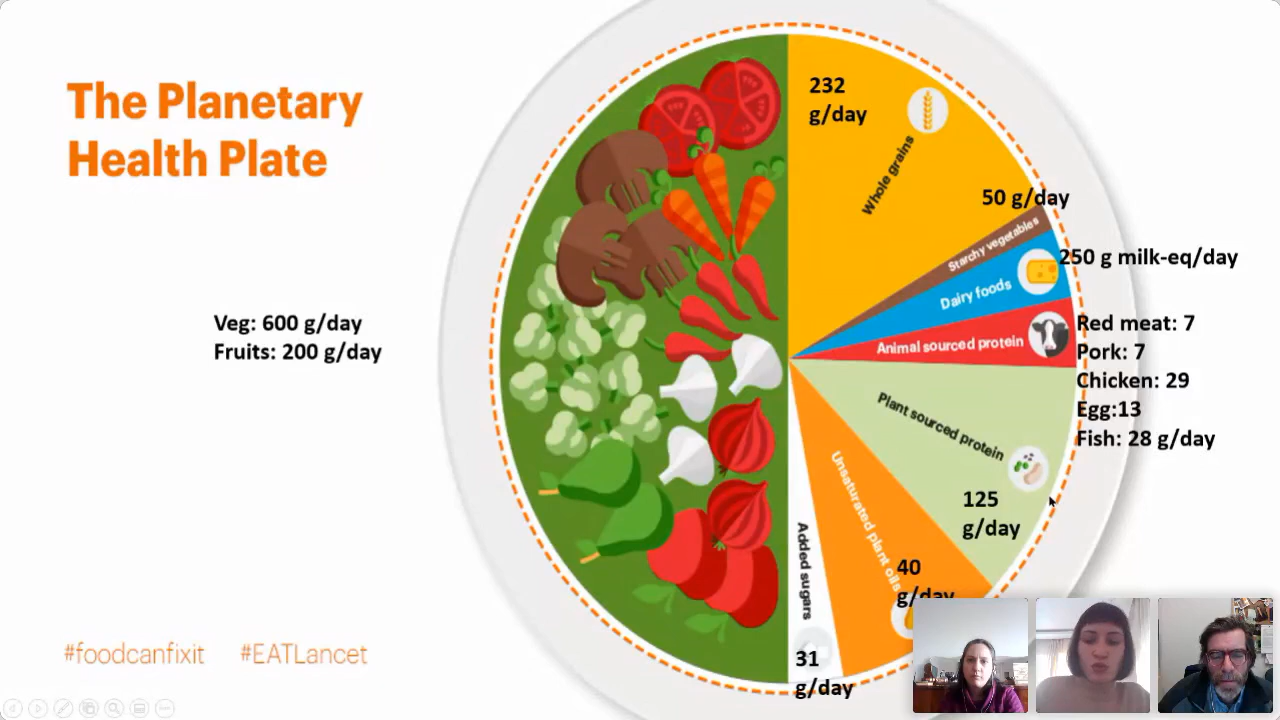 The Planetary
Health Plate
Veg: 600 g/day
Fruits: 200 g/day
#foodcanfixit #EATLancet
232
g/day
Whole grains
50 g/day
Starchy vegetables
250 g milk-eq/day
Dairy foods
Animal sourced protein
Red meat: 7
Pork: 7
Chicken: 29
Egg:13
Fish: 28 g/day
Plant sourced protein
125
g/day
Unsaturated plant oils
40
g/day
Added sugars
31
g/day